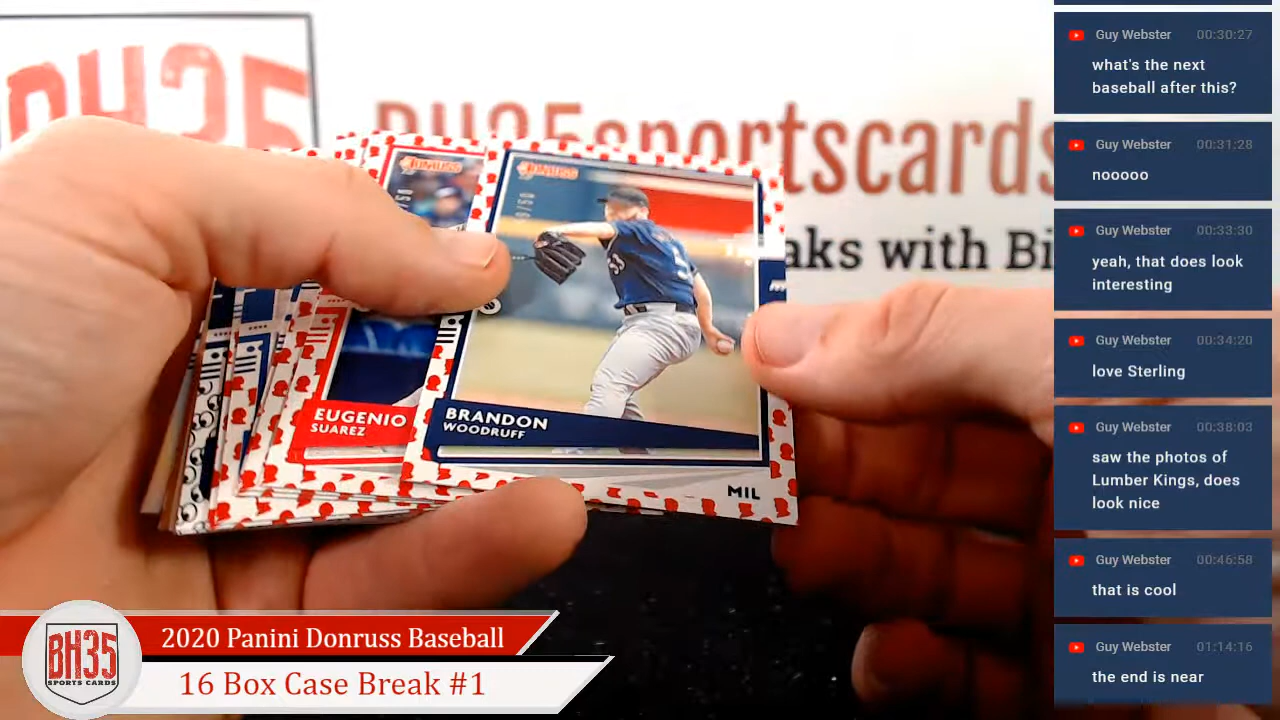 BH35
BH35sportscards
aks with Bi
DONRUSS
DONRUSS
EUGENIO
SUAREZ
BRANDON
WOODRUFF
MIL
BH35
SPORTS CARDS
2020 Panini Donruss Baseball
16 Box Case Break #1
Guy Webster 00:30:27
what's the next
baseball after this?
Guy Webster 00:31:28
nooooo
Guy Webster 00:33:30
yeah, that does look
interesting
Guy Webster 00:34:20
love Sterling
Guy Webster 00:38:03
saw the photos of
Lumber Kings, does
look nice
Guy Webster 00:46:58
that is cool
Guy Webster 01:14:16
the end is near